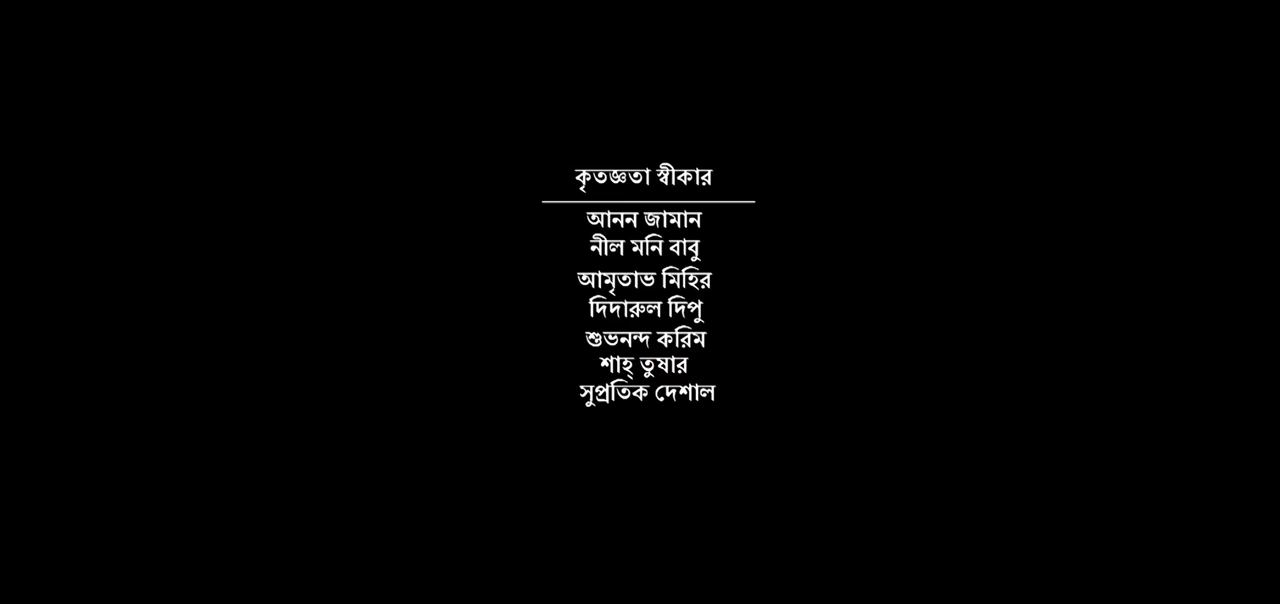 কৃতজ্ঞতা স্বীকার
আনন জামান
নীল মনি বাবু
আমৃতাভ মিহির
দিদারুল দিপু
শুভনন্দ করিম
শাহ্ তুষার
সুপ্রতিক দেশাল